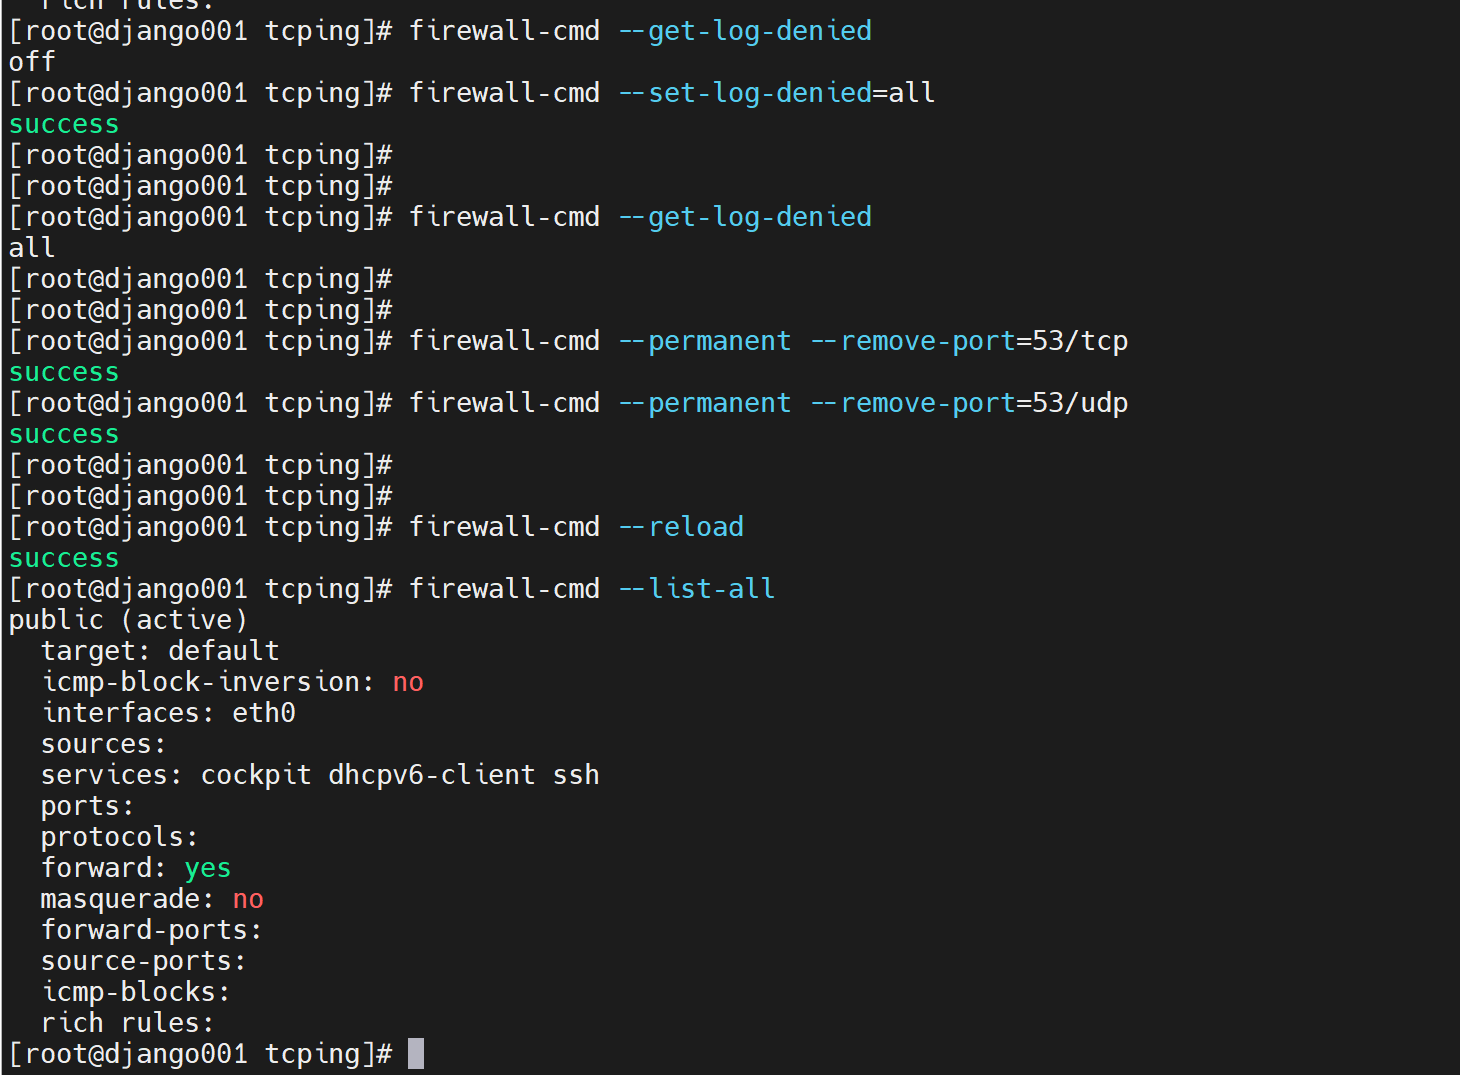 rich rules:
[root@django001 tcping]# firewall-cmd --get-log-denied
off
[root@django001 tcping]# firewall-cmd --set-log-denied=all
success
[root@django001 tcping]#
[root@django001 tcping]#
[root@django001 tcping]# firewall-cmd --get-log-denied
all
[root@django001 tcping]#
[root@django001 tcping]#
[root@django001 tcping]# firewall-cmd --permanent --remove-port=53/tcp
success
[root@django001 tcping]# firewall-cmd --permanent --remove-port=53/udp
success
[root@django001 tcping]#
[root@django001 tcping]#
[root@django001 tcping]# firewall-cmd --reload
success
[root@django001 tcping]# firewall-cmd --list-all
public (active)
  target: default
  icmp-block-inversion: no
  interfaces: eth0
  sources:
  services: cockpit dhcpv6-client ssh
  ports:
  protocols:
  forward: yes
  masquerade: no
  forward-ports:
  source-ports:
  icmp-blocks:
  rich rules:
[root@django001 tcping]#